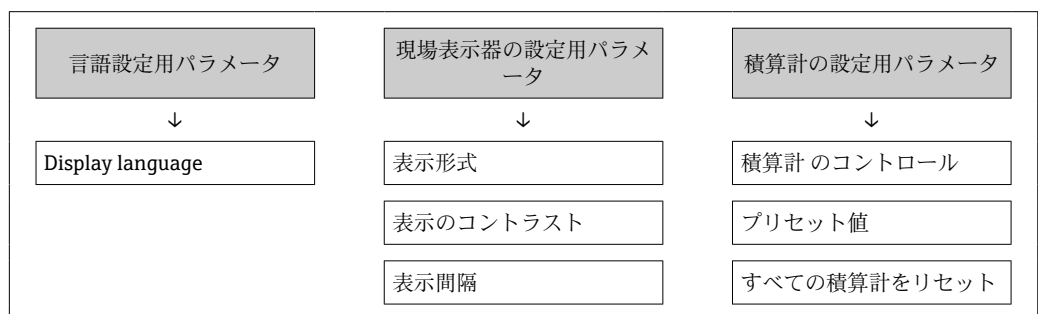 言語設定用パラメータ
↓
Display language
現場表示器の設定用パラメ
ータ
↓
表示形式
表示のコントラスト
表示間隔
積算計の設定用パラメータ
↓
積算計 のコントロール
プリセット値
すべての積算計をリセット